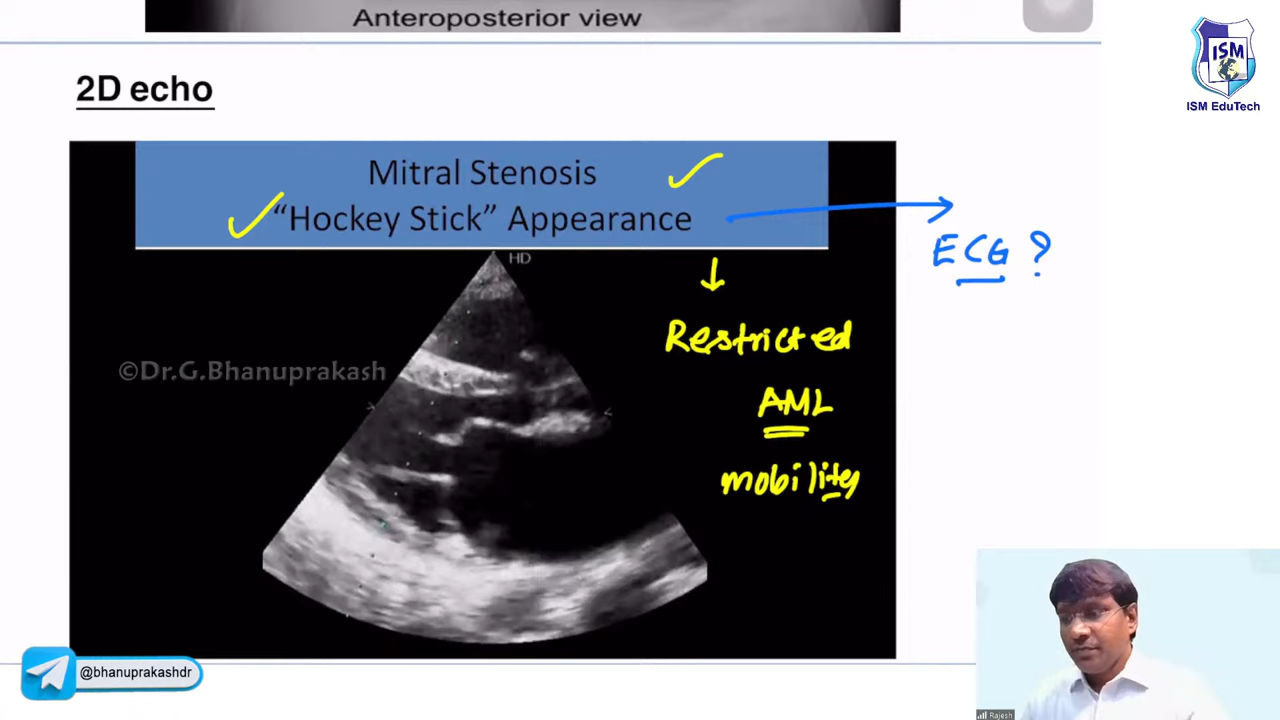 Anteroposterior view
ISM
ISM EduTech
2D echo
Mitral Stenosis
“Hockey Stick” Appearance
HD
ECG ?
Restricted
AML
mobility
©Dr.G.Bhanuprakash
@bhanuprakashdr
Rajesh